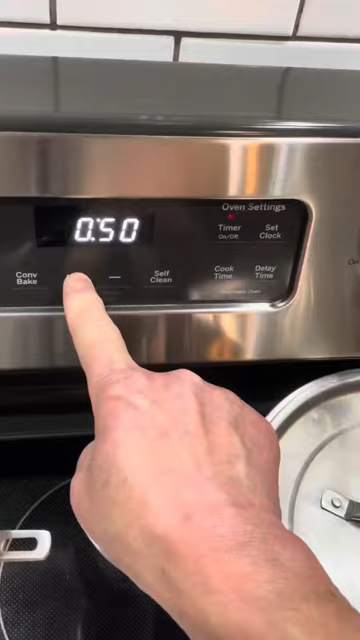 Oven Settings
0:50
Timer
On/Off
Set
Clock
Conv
Bake
—
Self
Clean
Cook
Time
Delay
Time